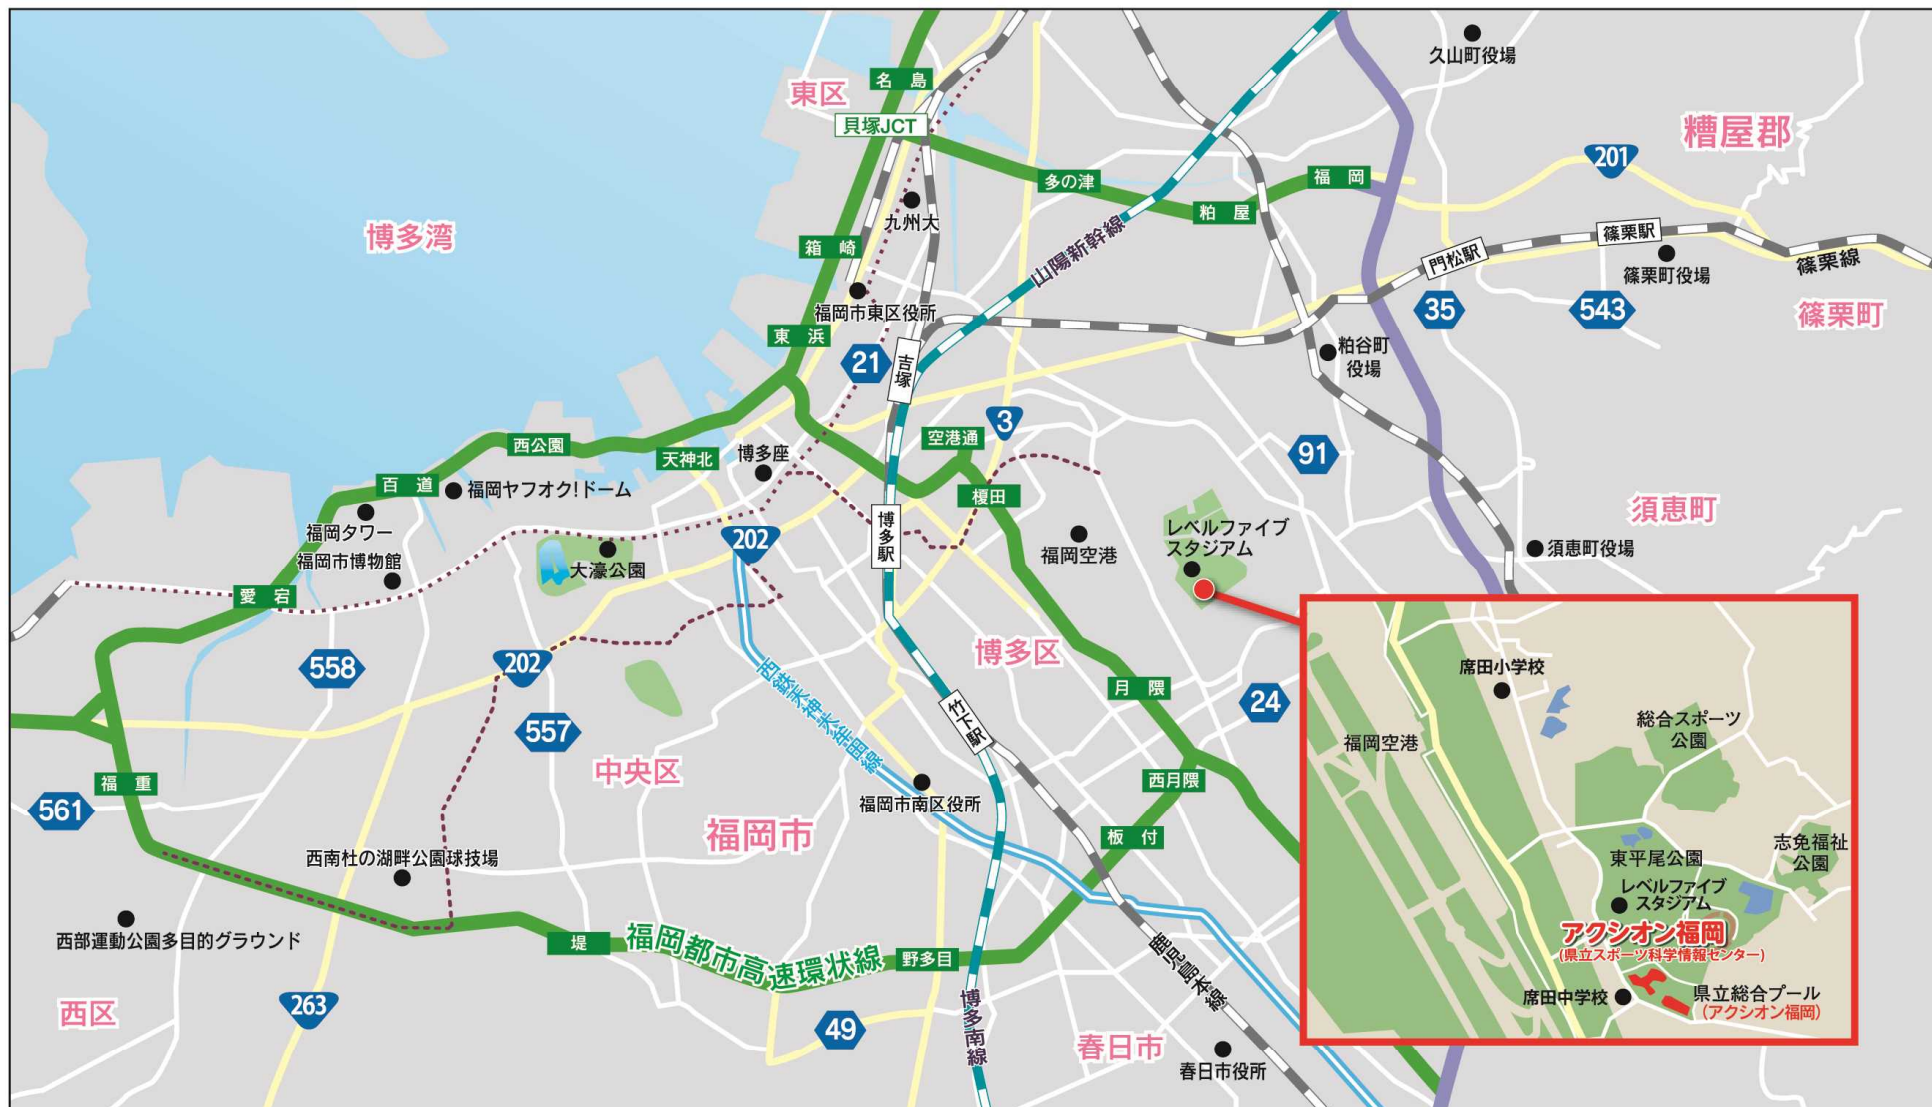 久山町役場
東区
名島
貝塚JCT
糟屋郡
201
多の津
福岡
粕屋
九州大
博多湾
箱崎
山陽新幹線
門松駅
篠栗駅
篠栗町役場
篠栗線
福岡市東区役所
35
543
篠栗町
東浜
21
吉塚
粕谷町
役場
3
空港通
西公園
天神北
博多座
91
百道
福岡ヤフオク!ドーム
榎田
福岡タワー
福岡市博物館
202
博多駅
福岡空港
レベルファイブ
スタジアム
須恵町
須恵町役場
大濠公園
愛宕
博多区
558
202
西鉄天神大牟田線
月隈
24
557
竹下駅
中央区
西月隈
福重
561
福岡市南区役所
福岡市
板付
西南杜の湖畔公園球技場
西部運動公園多目的グラウンド
堤
福岡都市高速環状線
野多目
鹿児島本線
西区
263
博多南線
49
春日市
春日市役所
席田小学校
総合スポーツ
公園
福岡空港
志免福祉
公園
東平尾公園
レベルファイブ
スタジアム
アクシオン福岡
(県立スポーツ科学情報センター)
席田中学校
県立総合プール
(アクシオン福岡)